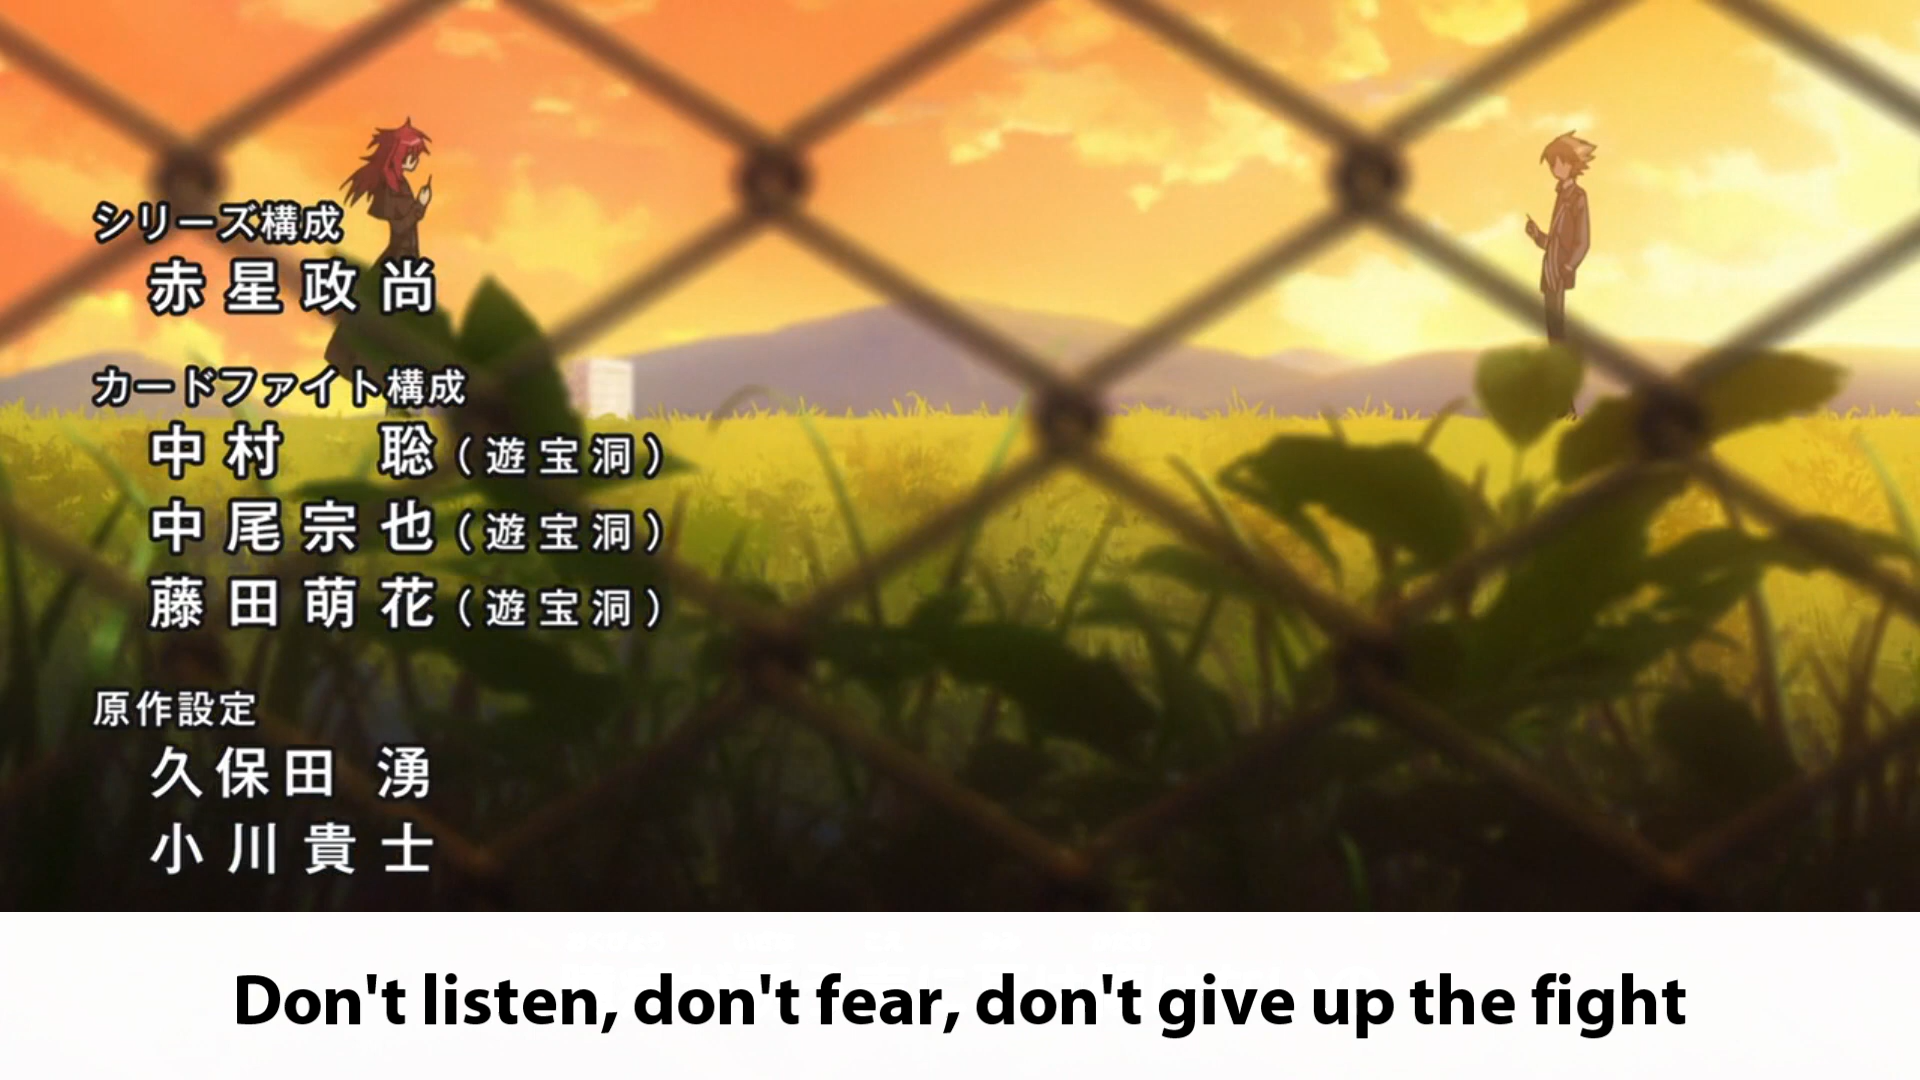 シリーズ構成
赤星政尚
カードファイト構成
中村 聡(遊宝洞)
中尾宗也(遊宝洞)
藤田萌花(遊宝洞)
原作設定
久保田 湧
小川貴士
Don't listen, don't fear, don't give up the fight